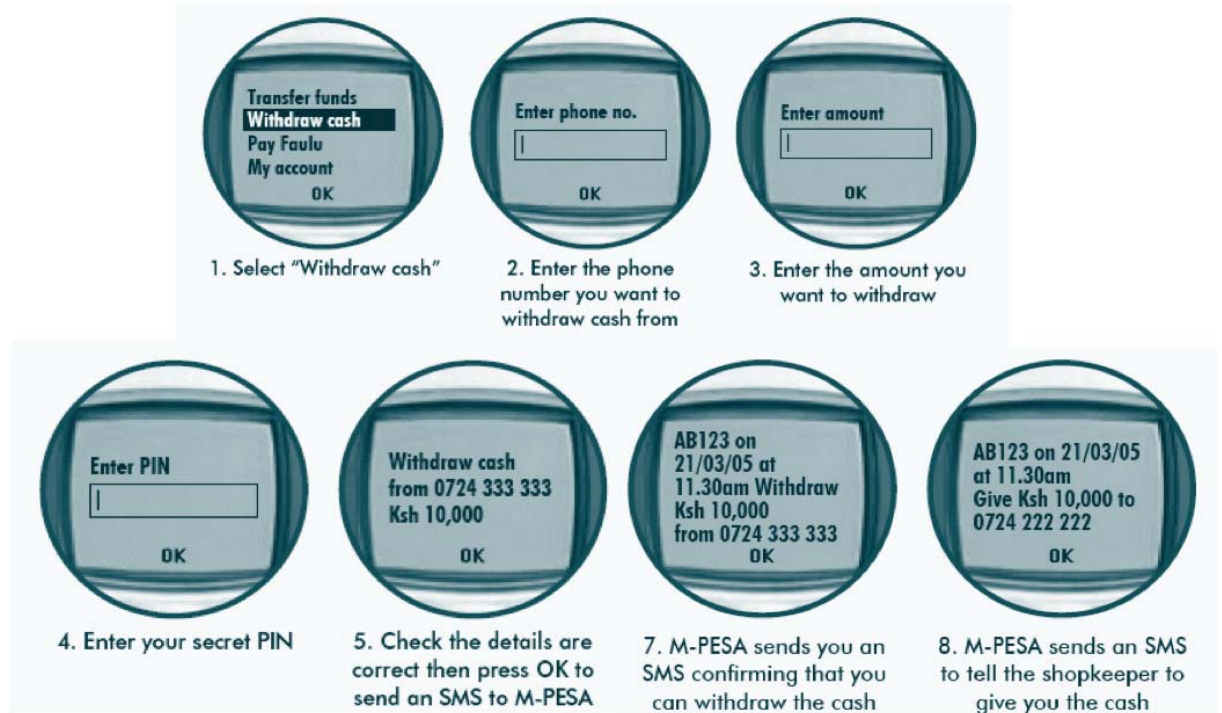 Transfer funds
Withdraw cash
Pay Faulu
My account
OK
1. Select "Withdraw cash"
Enter phone no.
OK
2. Enter the phone
number you want to
withdraw cash from
Enter amount
OK
3. Enter the amount you
want to withdraw
Enter PIN
OK
4. Enter your secret PIN
Withdraw cash
from 0724 333 333
Ksh 10,000
OK
5. Check the details are
correct then press OK to
send an SMS to M-PESA
AB123 on
21/03/05 at
11.30am Withdraw
Ksh 10,000
from 0724 333 333
OK
7. M-PESA sends you an
SMS confirming that you
can withdraw the cash
AB123 on 21/03/05
at 11.30am
Give Ksh 10,000 to
0724 222 222
OK
8. M-PESA sends an SMS
to tell the shopkeeper to
give you the cash